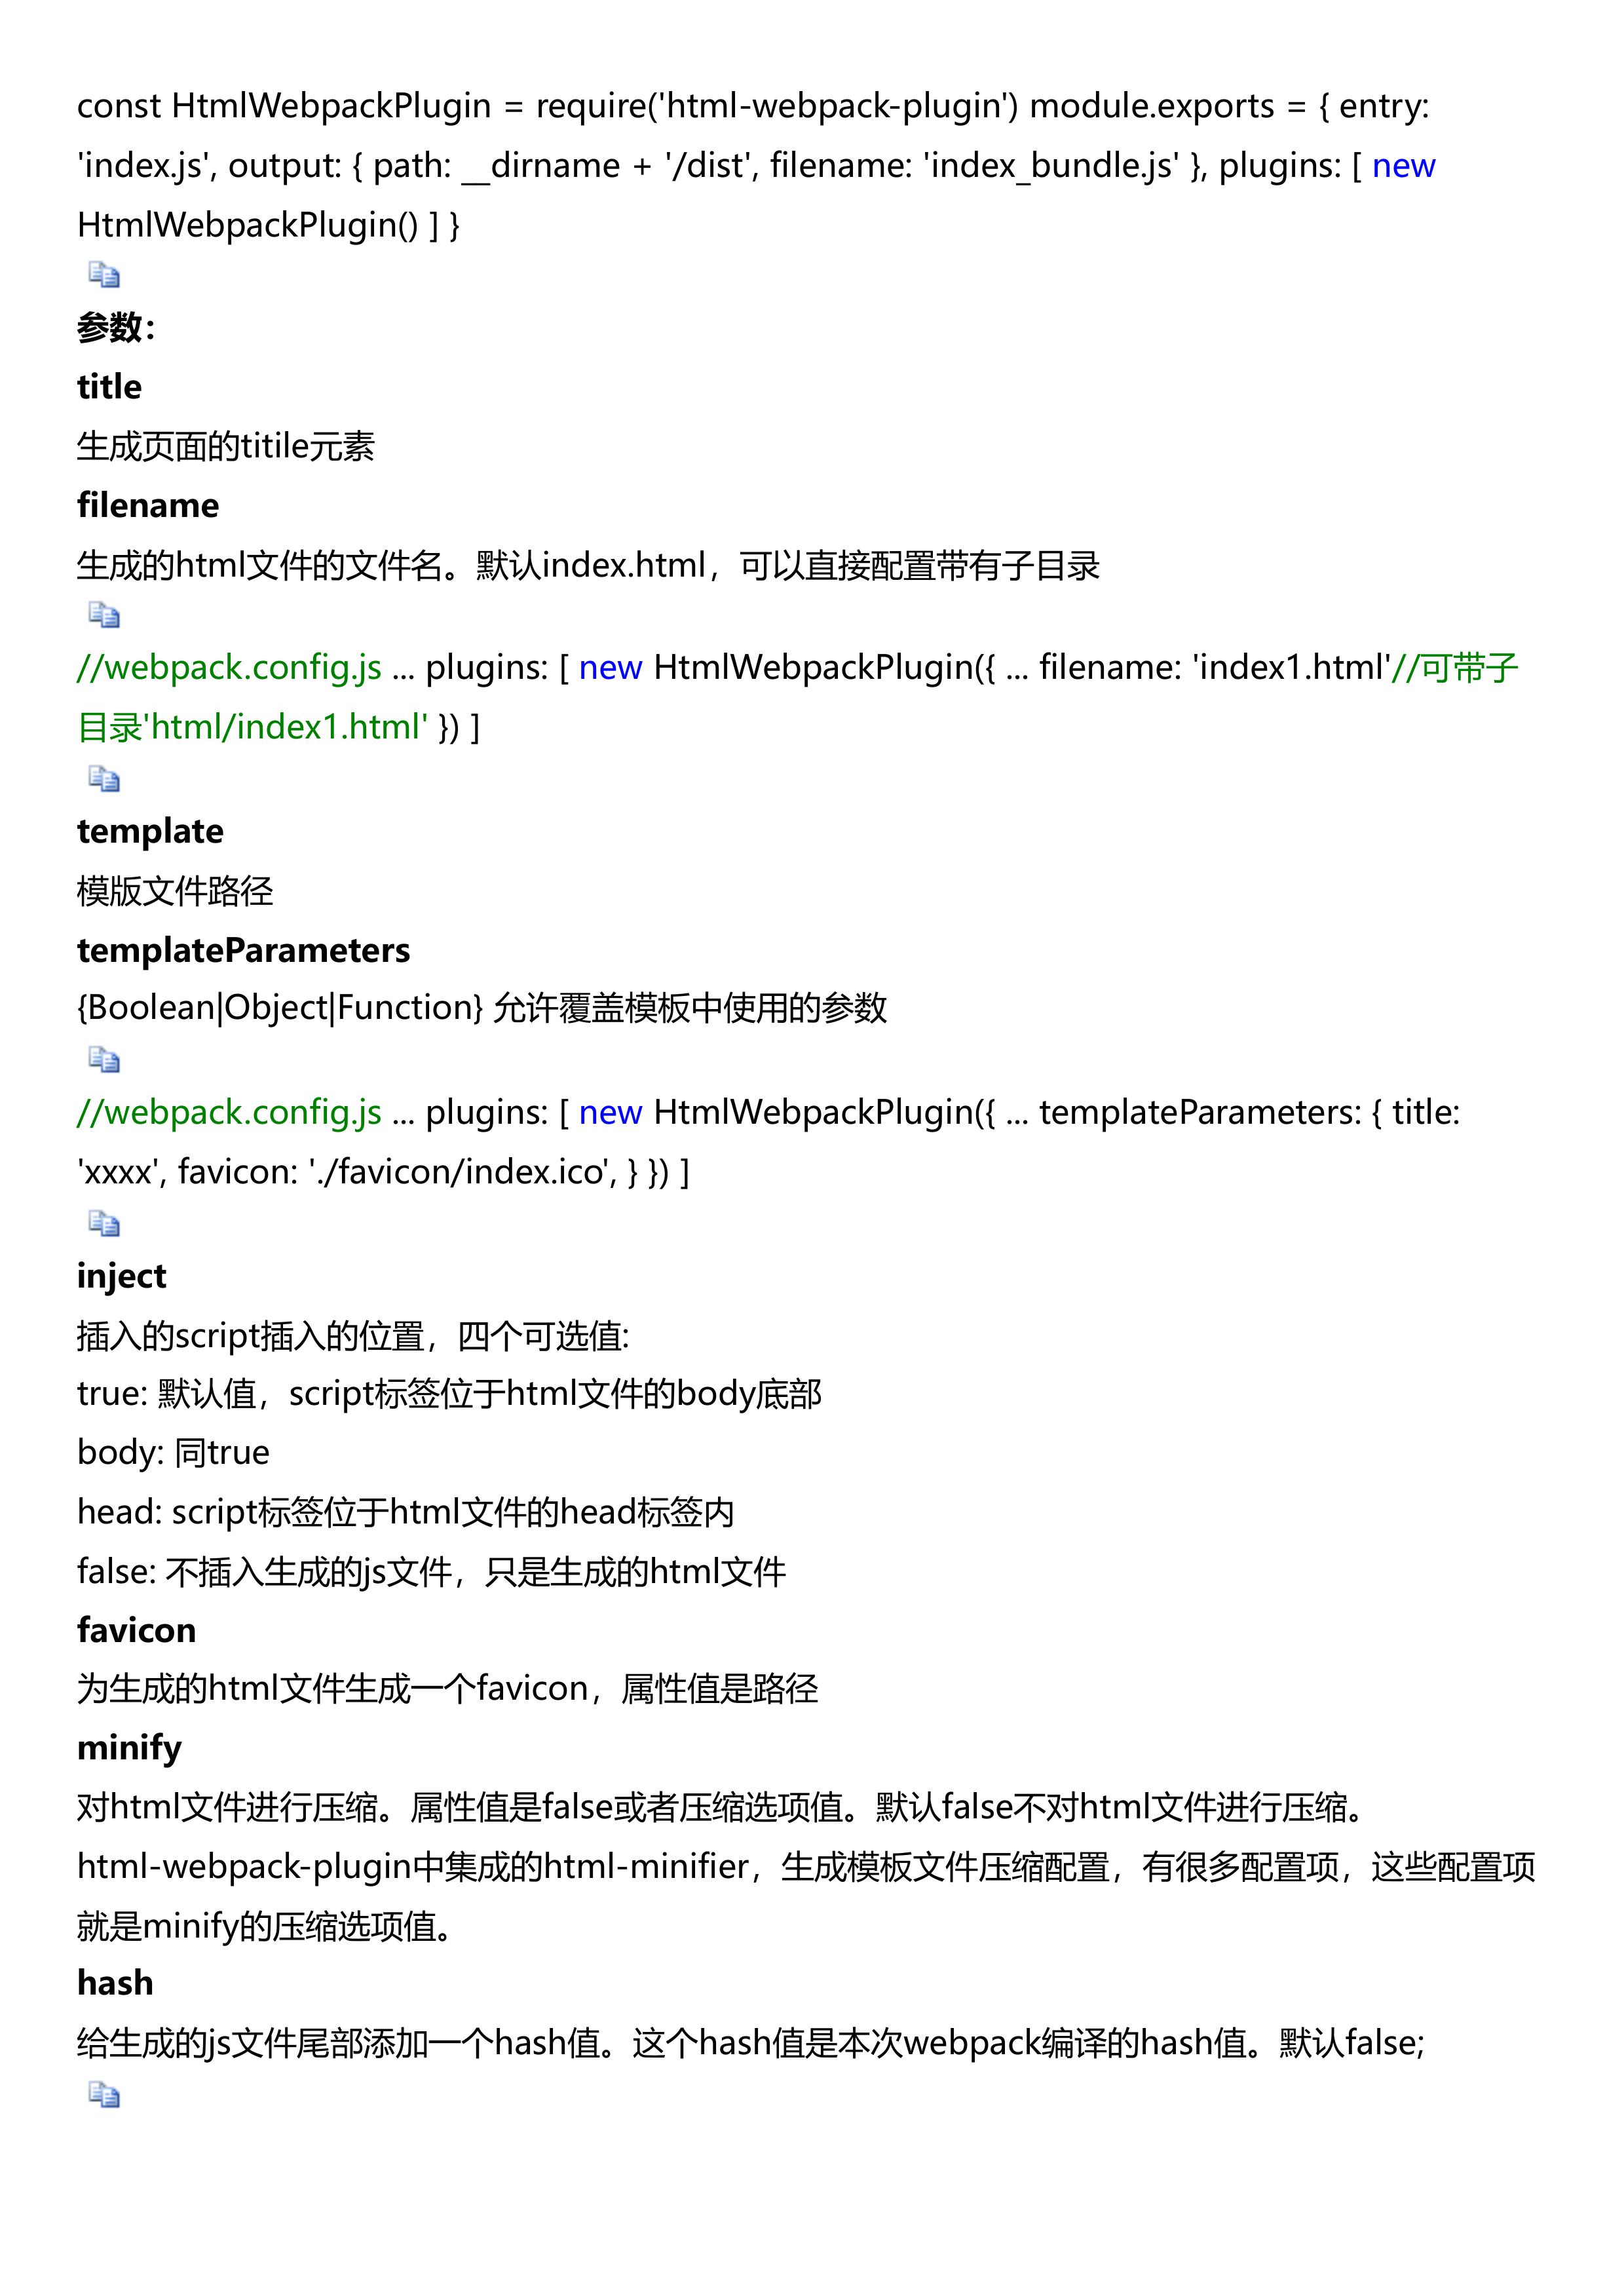 const HtmlWebpackPlugin = require('html-webpack-plugin') module.exports = { entry:
'index.js', output: { path: __dirname + '/dist', filename: 'index_bundle.js' }, plugins: [ new
HtmlWebpackPlugin() ] }
参数：
title
生成页面的titile元素
filename
生成的html文件的文件名。默认index.html，可以直接配置带有子目录
//webpack.config.js ... plugins: [ new HtmlWebpackPlugin({ ... filename: 'index1.html'//可带子
目录'html/index1.html' }) ]
template
模版文件路径
templateParameters
{Boolean|Object|Function} 允许覆盖模板中使用的参数
//webpack.config.js ... plugins: [ new HtmlWebpackPlugin({ ... templateParameters: { title:
'xxxx', favicon: './favicon/index.ico', } }) ]
inject
插入的script插入的位置，四个可选值:
true: 默认值，script标签位于html文件的body底部
body: 同true
head: script标签位于html文件的head标签内
false: 不插入生成的js文件，只是生成的html文件
favicon
为生成的html文件生成一个favicon，属性值是路径
minify
对html文件进行压缩。属性值是false或者压缩选项值。默认false不对html文件进行压缩。
html-webpack-plugin中集成的html-minifier，生成模板文件压缩配置，有很多配置项，这些配置项
就是minify的压缩选项值。
hash
给生成的js文件尾部添加一个hash值。这个hash值是本次webpack编译的hash值。默认false;